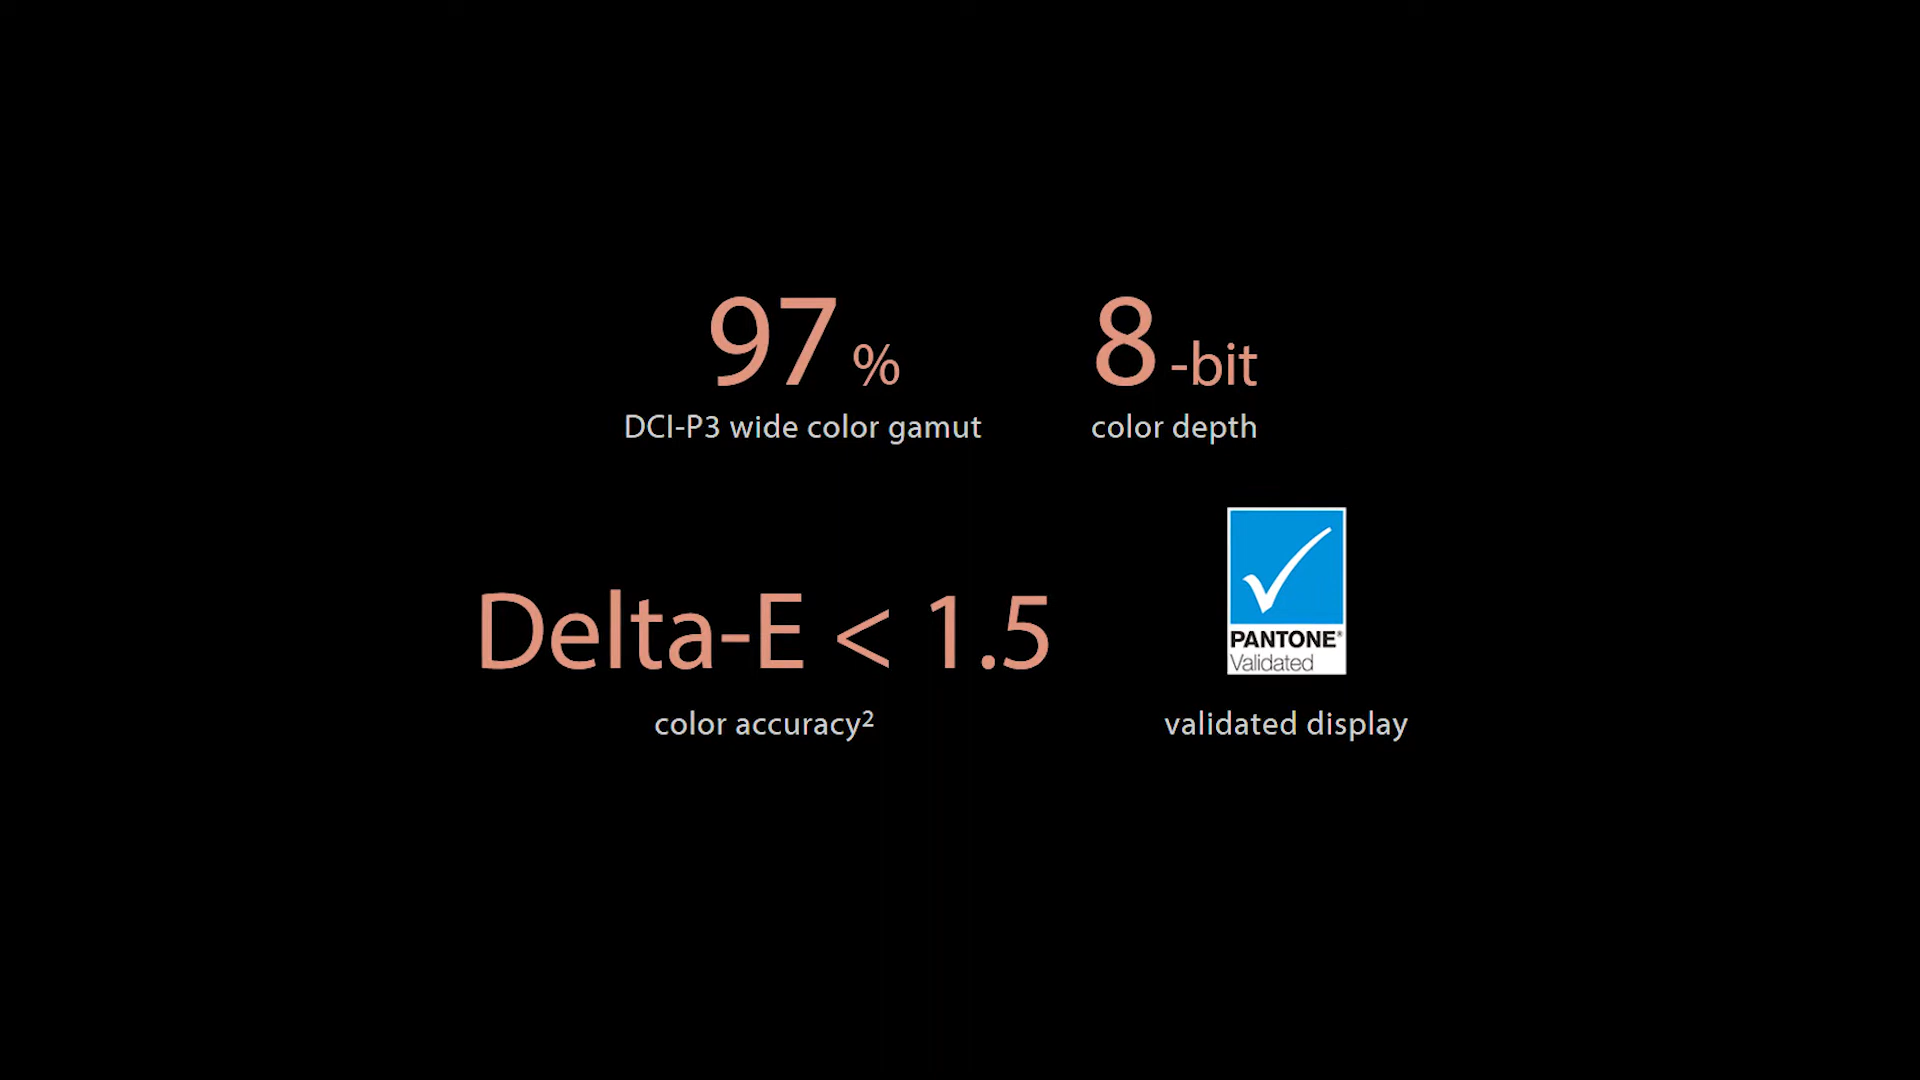 97 %
DCI-P3 wide color gamut
8 -bit
color depth
Delta-E < 1.5
color accuracy²
PANTONE®
Validated
validated display